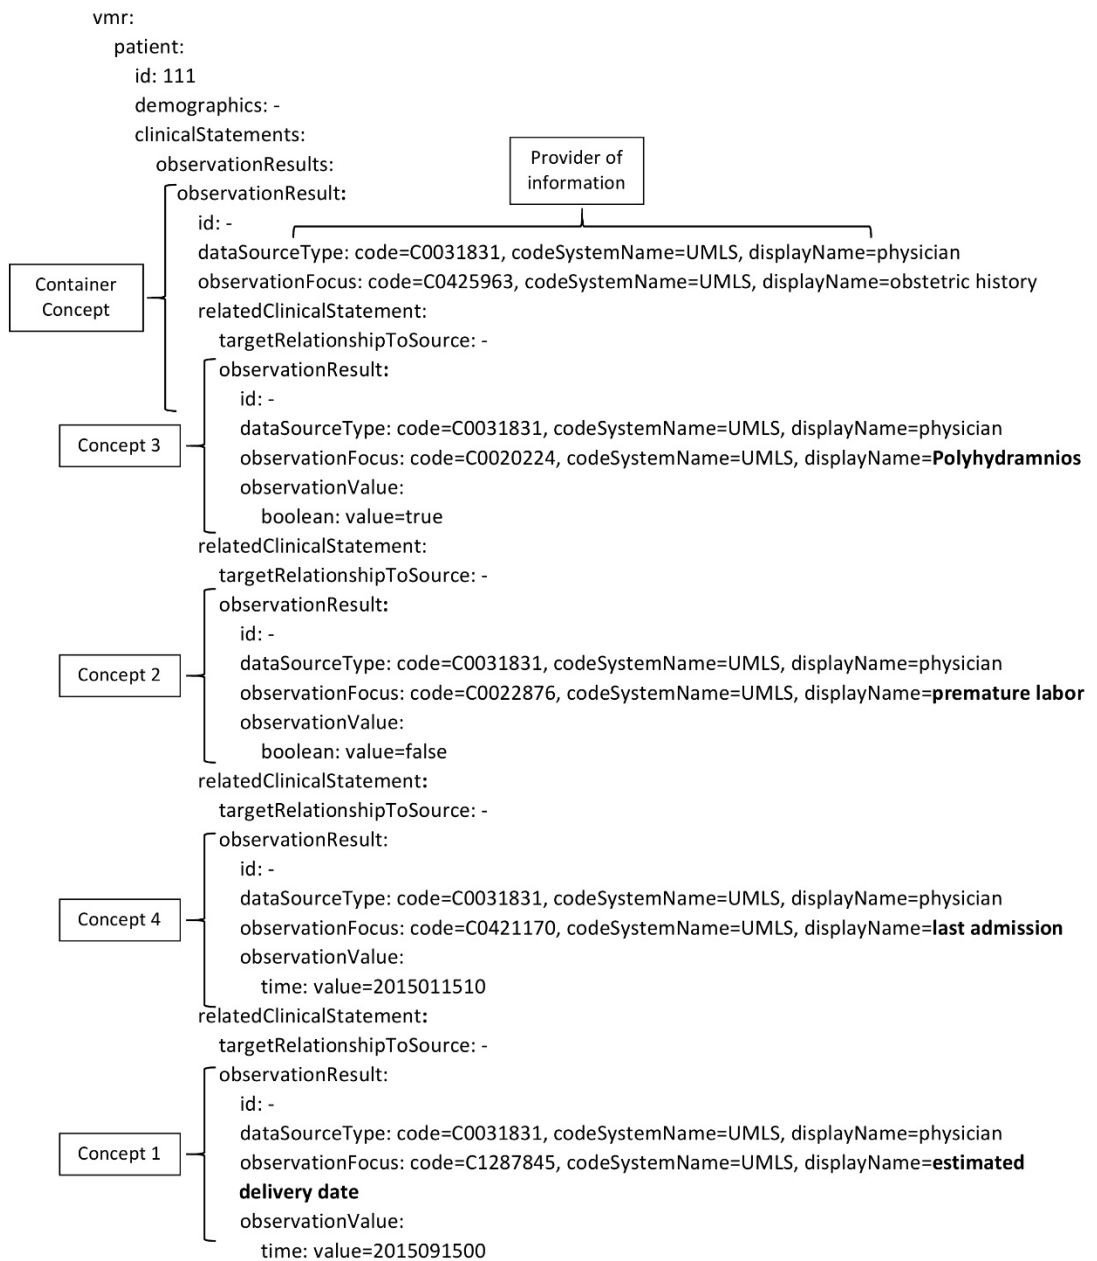 vmr:
patient:
id: 111
demographics: -
clinicalStatements:
Provider of
information
observationResults:
observationResult:
id: -
dataSourceType: code=C0031831, codeSystemName=UMLS, displayName=physician
Container
Concept
observationFocus: code=C0425963, codeSystemName=UMLS, displayName=obstetric history
relatedClinicalStatement:
targetRelationshipToSource: -
observationResult:
id: -
Concept 3
dataSourceType: code=C0031831, codeSystemName=UMLS, displayName=physician
observationFocus: code=C0020224, codeSystemName=UMLS, displayName=Polyhydramnios
observationValue:
boolean: value=true
relatedClinicalStatement:
targetRelationshipToSource: -
observationResult:
id: -
Concept 2
dataSourceType: code=C0031831, codeSystemName=UMLS, displayName=physician
observationFocus: code=C0022876, codeSystemName=UMLS, displayName=premature labor
observationValue:
boolean: value=false
relatedClinicalStatement:
targetRelationshipToSource: -
observationResult:
id: -
Concept 4
dataSourceType: code=C0031831, codeSystemName=UMLS, displayName=physician
observationFocus: code=C0421170, codeSystemName=UMLS, displayName=last admission
observationValue:
time: value=2015011510
relatedClinicalStatement:
targetRelationshipToSource: -
observationResult:
id: -
Concept 1
dataSourceType: code=C0031831, codeSystemName=UMLS, displayName=physician
observationFocus: code=C1287845, codeSystemName=UMLS, displayName=estimated
delivery date
observationValue:
time: value=2015091500